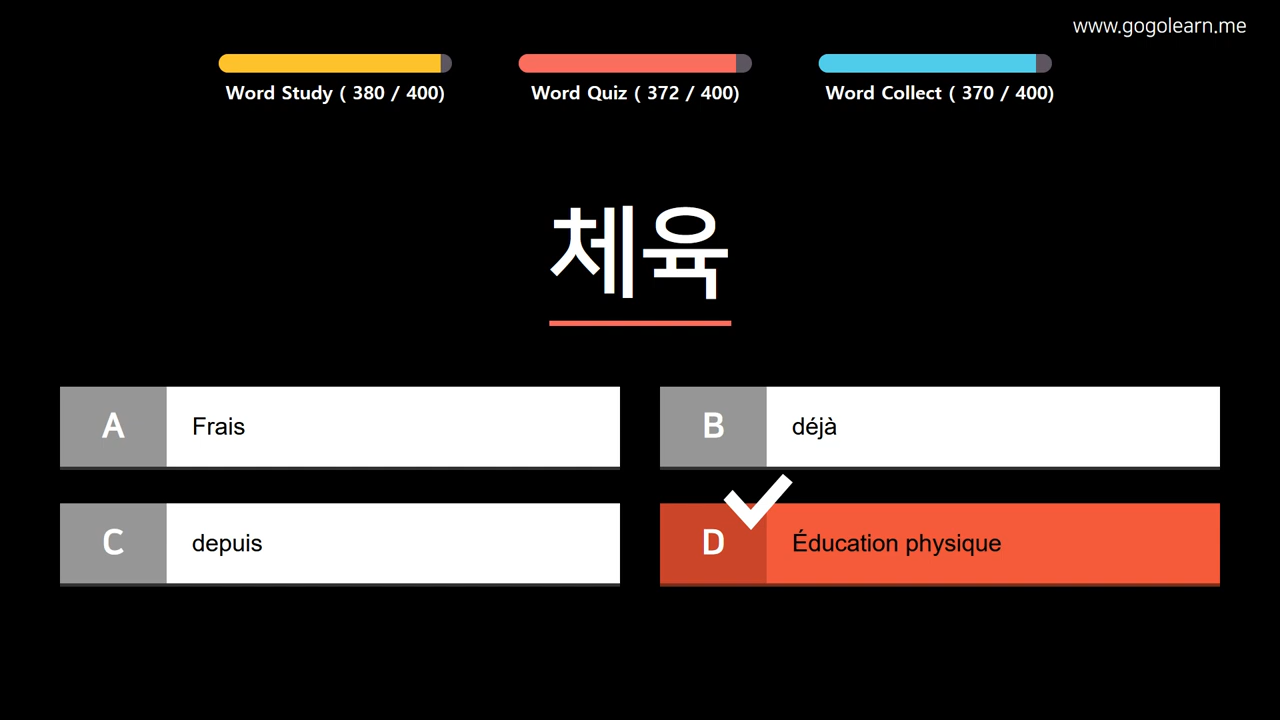 www.gogolearn.me
Word Study ( 380 / 400)
Word Quiz ( 372 / 400)
Word Collect ( 370 / 400)
체육
A Frais
B déjà
C depuis
D Éducation physique